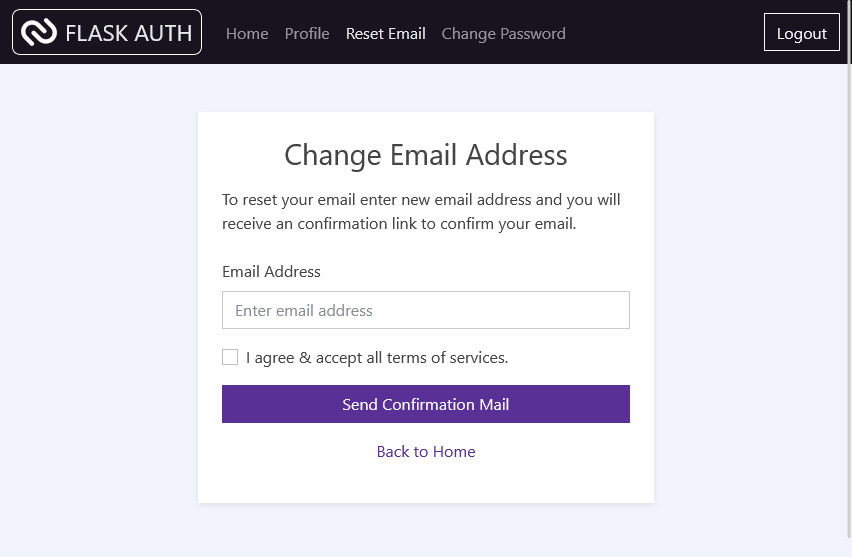 FLASK AUTH
Home Profile Reset Email Change Password
Logout
Change Email Address
To reset your email enter new email address and you will
receive an confirmation link to confirm your email.
Email Address
Enter email address
I agree & accept all terms of services.
Send Confirmation Mail
Back to Home